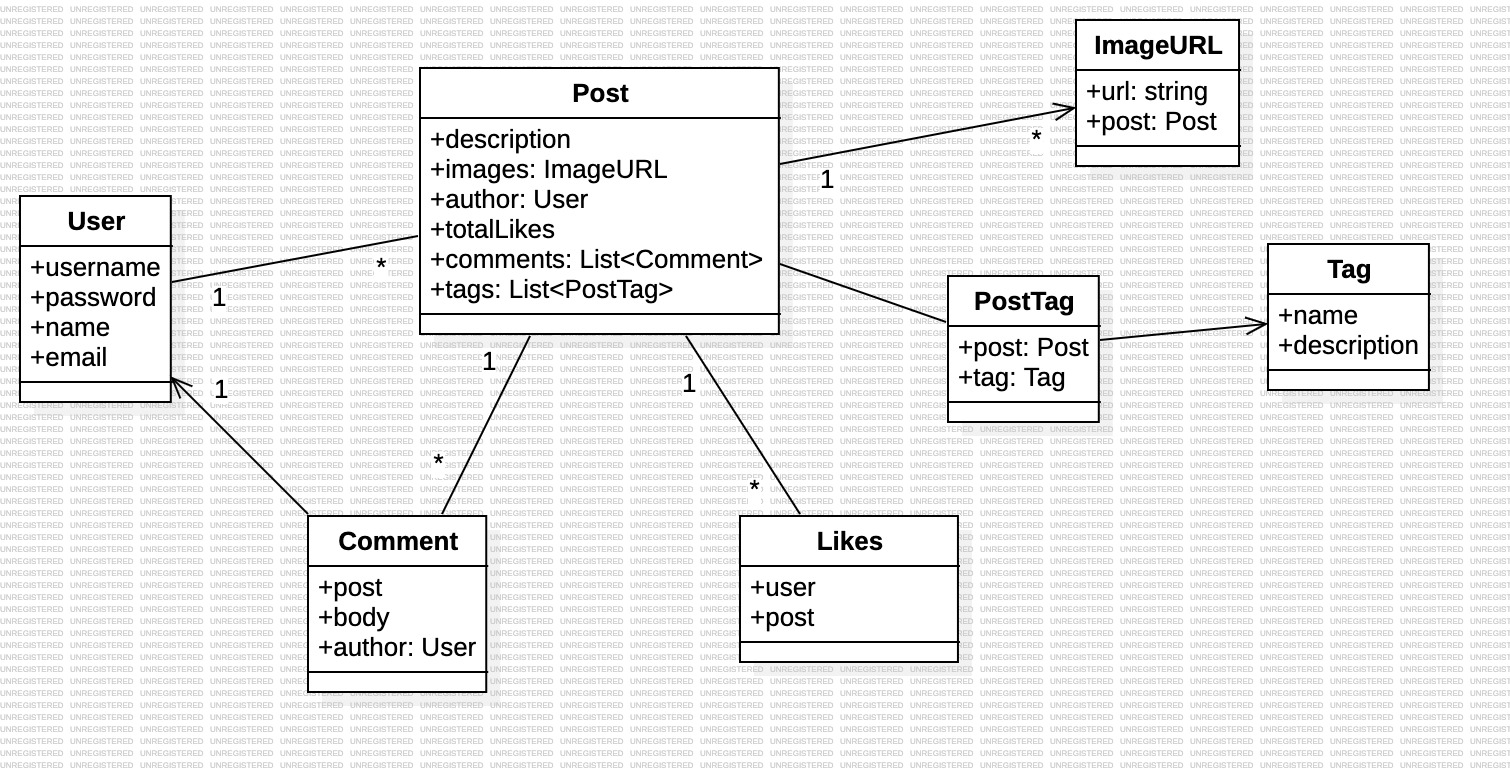 ImageURL
+url: string
+post: Post
Post
+description
+images: ImageURL
+author: User
+totalLikes
+comments: List<Comment>
+tags: List<PostTag>
*
1
User
+username
+password
+name
+email
*
1
1
PostTag
+post: Post
+tag: Tag
Tag
+name
+description
1
*
1
*
Comment
+post
+body
+author: User
Likes
+user
+post
UNREGISTERED